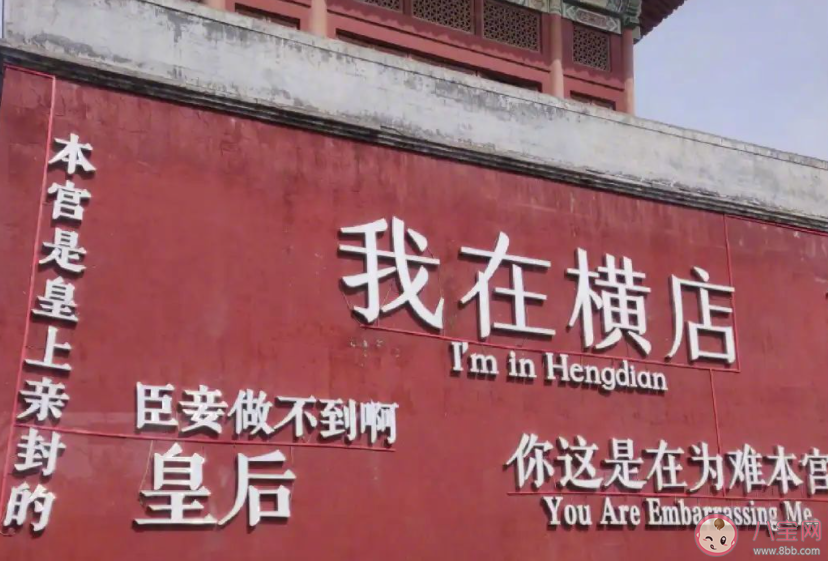 本宫是皇上亲封的
我在横店
I'm in Hengdian
臣妾做不到啊
皇后
你这是在为难本宫
You Are Embarrassing Me
八宝网
www.8bb.com